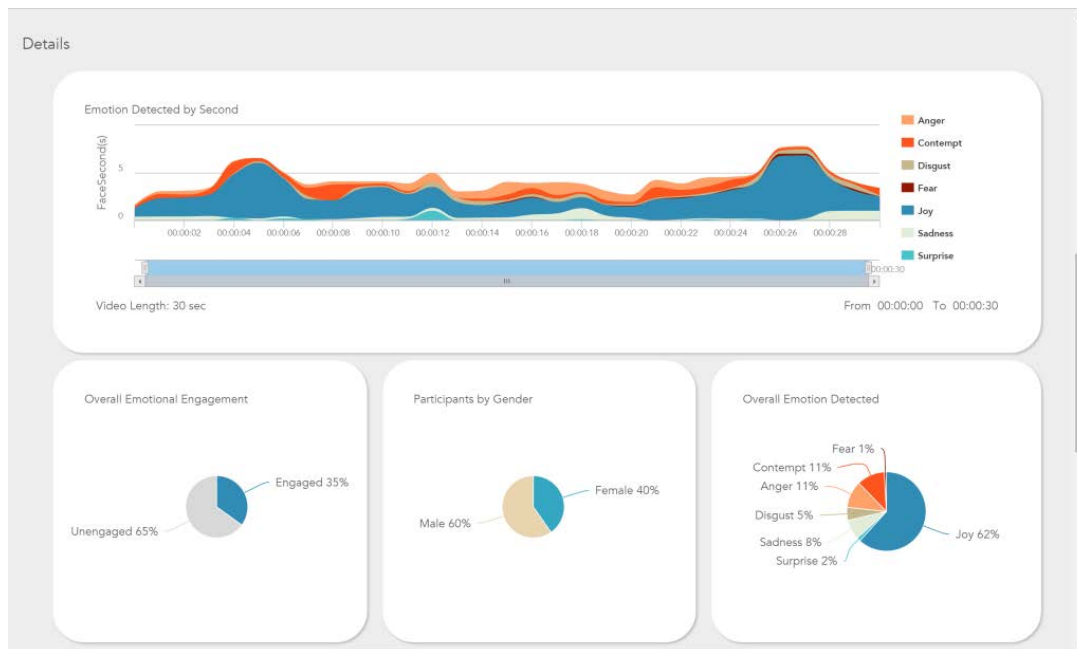 Details
Emotion Detected by Second
FaceSecond(s)
5
0
00:00:02 00:00:04 00:00:06 00:00:08 00:00:10 00:00:12 00:00:14 00:00:16 00:00:18 00:00:20 00:00:22 00:00:24 00:00:26 00:00:28
Anger
Contempt
Disgust
Fear
Joy
Sadness
Surprise
00:00:30
Video Length: 30 sec
From 00:00:00 To 00:00:30
Overall Emotional Engagement
Engaged 35%
Unengaged 65%
Participants by Gender
Female 40%
Male 60%
Overall Emotion Detected
Fear 1%
Contempt 11%
Anger 11%
Disgust 5%
Joy 62%
Sadness 8%
Surprise 2%